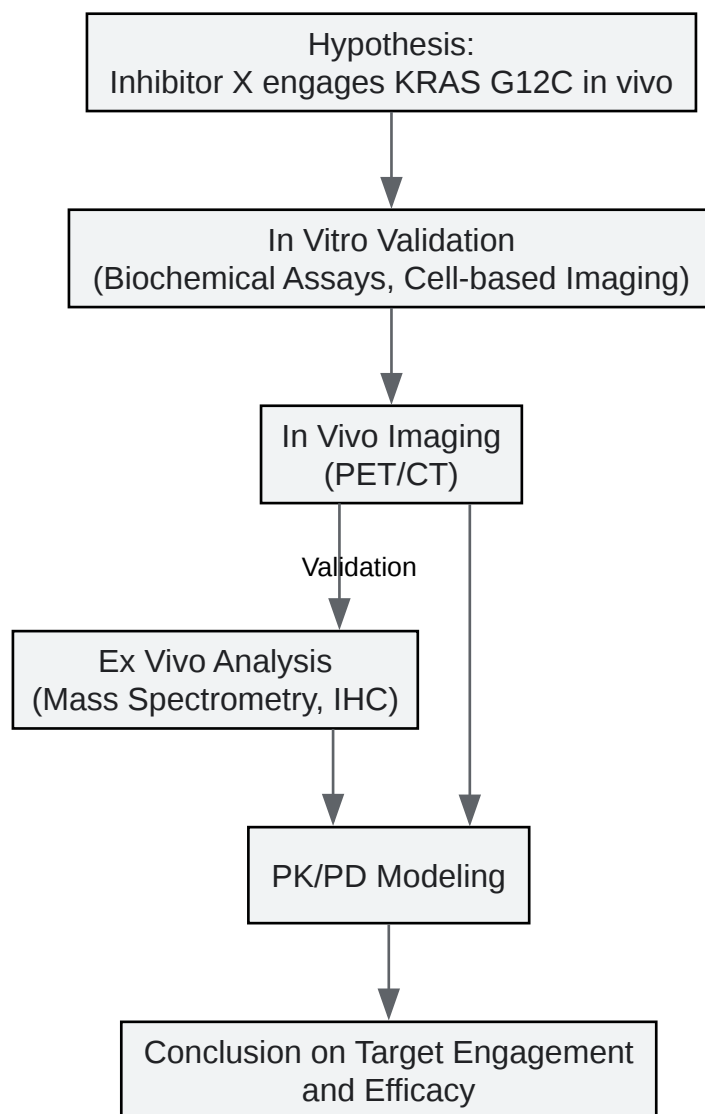 Hypothesis:
Inhibitor X engages KRAS G12C in vivo
In Vitro Validation
(Biochemical Assays, Cell-based Imaging)
In Vivo Imaging
(PET/CT)
Validation
Ex Vivo Analysis
(Mass Spectrometry, IHC)
PK/PD Modeling
Conclusion on Target Engagement
and Efficacy